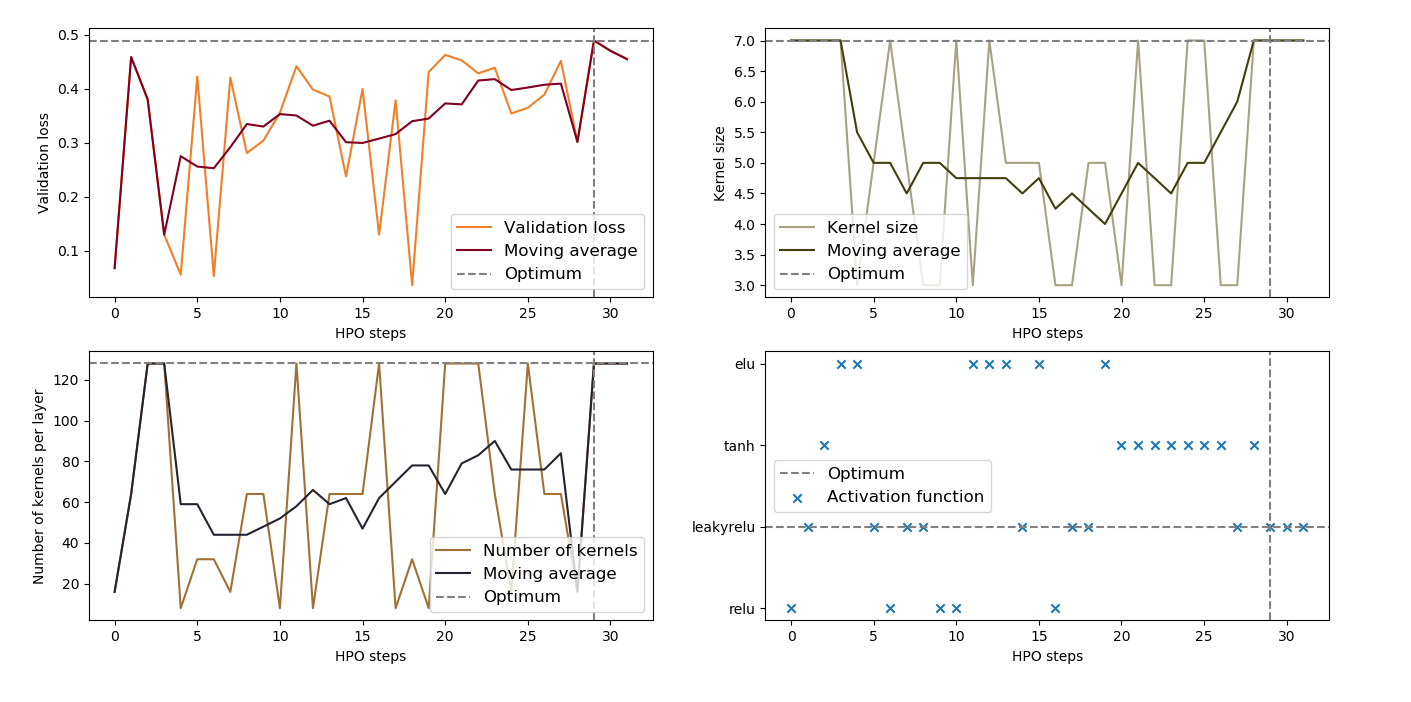 0.5
0.4
0.3
0.2
0.1
Validation loss
Validation loss
Moving average
Optimum
0 5 10 15 20 25 30
HPO steps
7.0
6.5
6.0
5.5
5.0
4.5
4.0
3.5
3.0
Kernel size
Kernel size
Moving average
Optimum
0 5 10 15 20 25 30
HPO steps
120
100
80
60
40
20
Number of kernels per layer
Number of kernels
Moving average
Optimum
0 5 10 15 20 25 30
HPO steps
elu
tanh
leakyrelu
relu
Optimum
Activation function
0 5 10 15 20 25 30
HPO steps